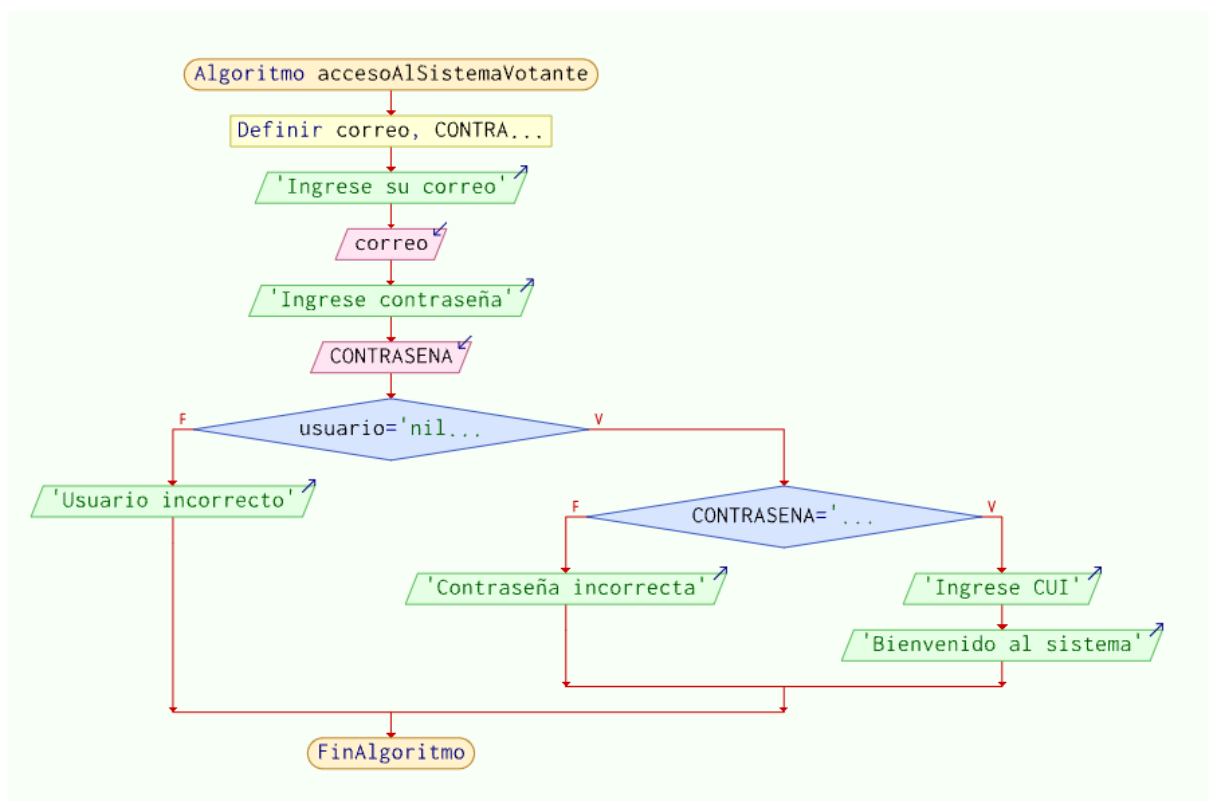 Algoritmo accesoAlSistemaVotante
Definir correo, CONTRA...
'Ingrese su correo'
correo
'Ingrese contraseña'
CONTRASENA
F
usuario='nil...
V
'Usuario incorrecto'
F
CONTRASENA='...
V
'Contraseña incorrecta'
'Ingrese CUI'
'Bienvenido al sistema'
FinAlgoritmo